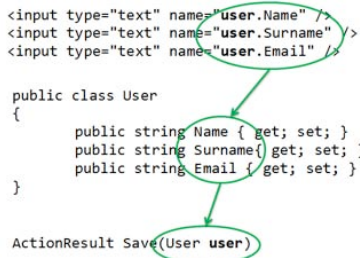 <input type="text" name="user.Name" />
<input type="text" name="user.Surname" />
<input type="text" name="user.Email" />
public class User
{
public string Name { get; set; }
public string Surname{ get; set; }
public string Email { get; set; }
}
ActionResult Save(User user)